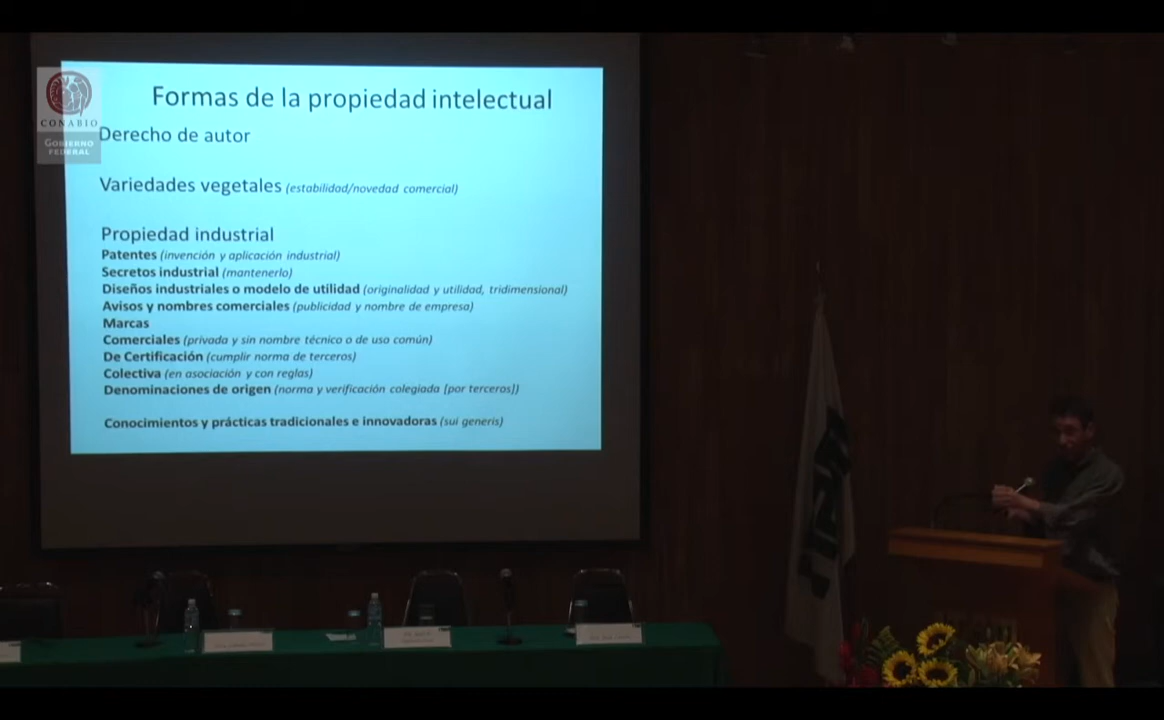 Formas de la propiedad intelectual
CONABIO
GOBIERNO
FEDERAL
Derecho de autor
Variedades vegetales (estabilidad/novedad comercial)
Propiedad industrial
Patentes (invención y aplicación industrial)
Secretos industrial (mantenerlo)
Diseños industriales o modelo de utilidad (originalidad y utilidad, tridimensional)
Avisos y nombres comerciales (publicidad y nombre de empresa)
Marcas
Comerciales (privada y sin nombre técnico o de uso común)
De Certificación (cumplir norma de terceros)
Colectiva (en asociación y con reglas)
Denominaciones de origen (norma y verificación colegiada [por terceros])
Conocimientos y prácticas tradicionales e innovadoras (sui generis)